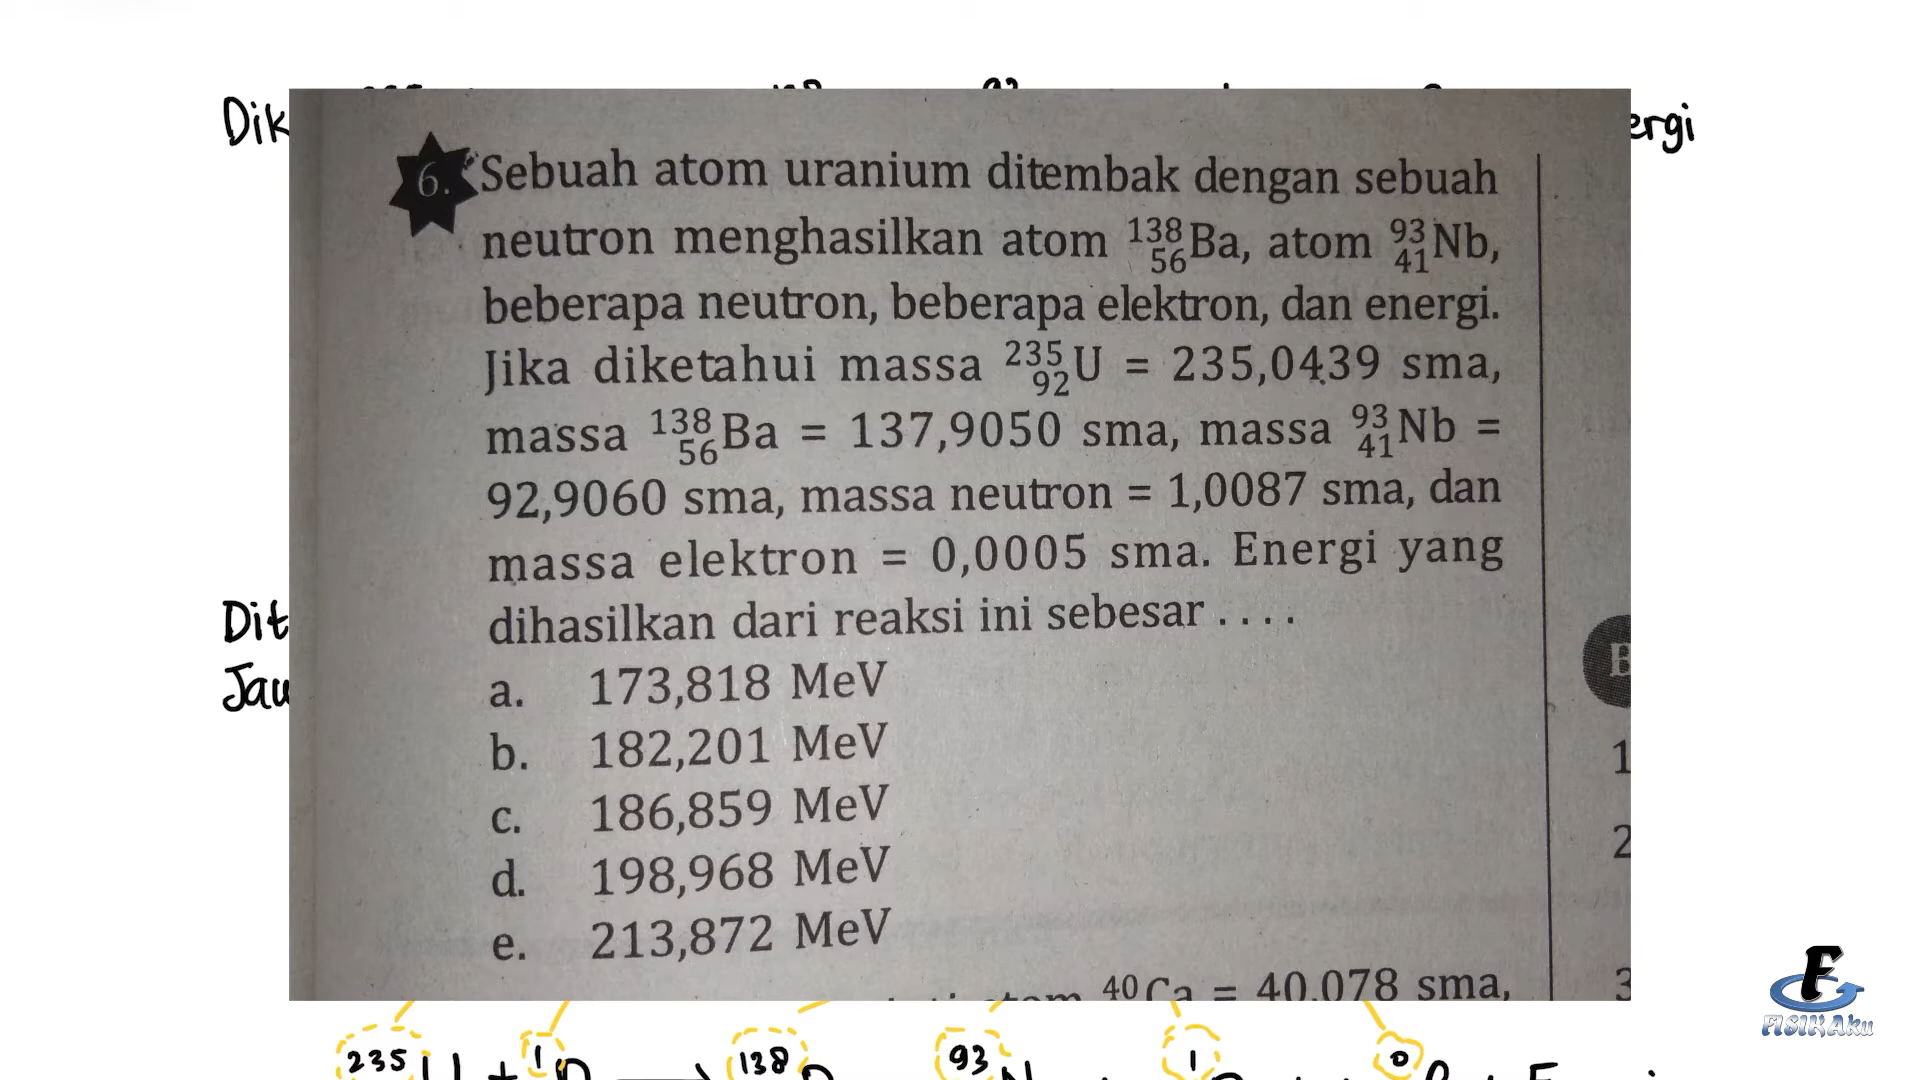 Dik
ergi
6. Sebuah atom uranium ditembak dengan sebuah
neutron menghasilkan atom ¹³⁸₅₆Ba, atom ⁹³₄₁Nb,
beberapa neutron, beberapa elektron, dan energi.
Jika diketahui massa ²³⁵₉₂U = 235,0439 sma,
massa ¹³⁸₅₆Ba = 137,9050 sma, massa ⁹³₄₁Nb =
92,9060 sma, massa neutron = 1,0087 sma, dan
massa elektron = 0,0005 sma. Energi yang
dihasilkan dari reaksi ini sebesar . . . .
Dit
Jaw
a. 173,818 MeV
b. 182,201 MeV
c. 186,859 MeV
d. 198,968 MeV
e. 213,872 MeV
⁴⁰Ca = 40,078 sma,
1
2
3
FISIKAku
235 1 138 93 1 0